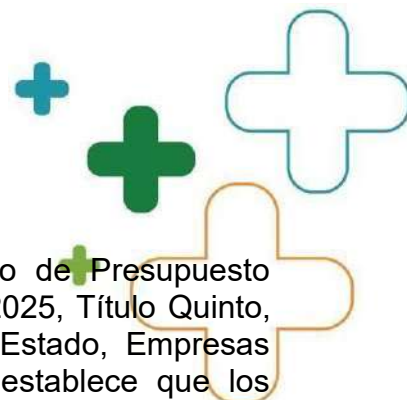 o de Presupuesto
2025, Título Quinto,
Estado, Empresas
establece que los